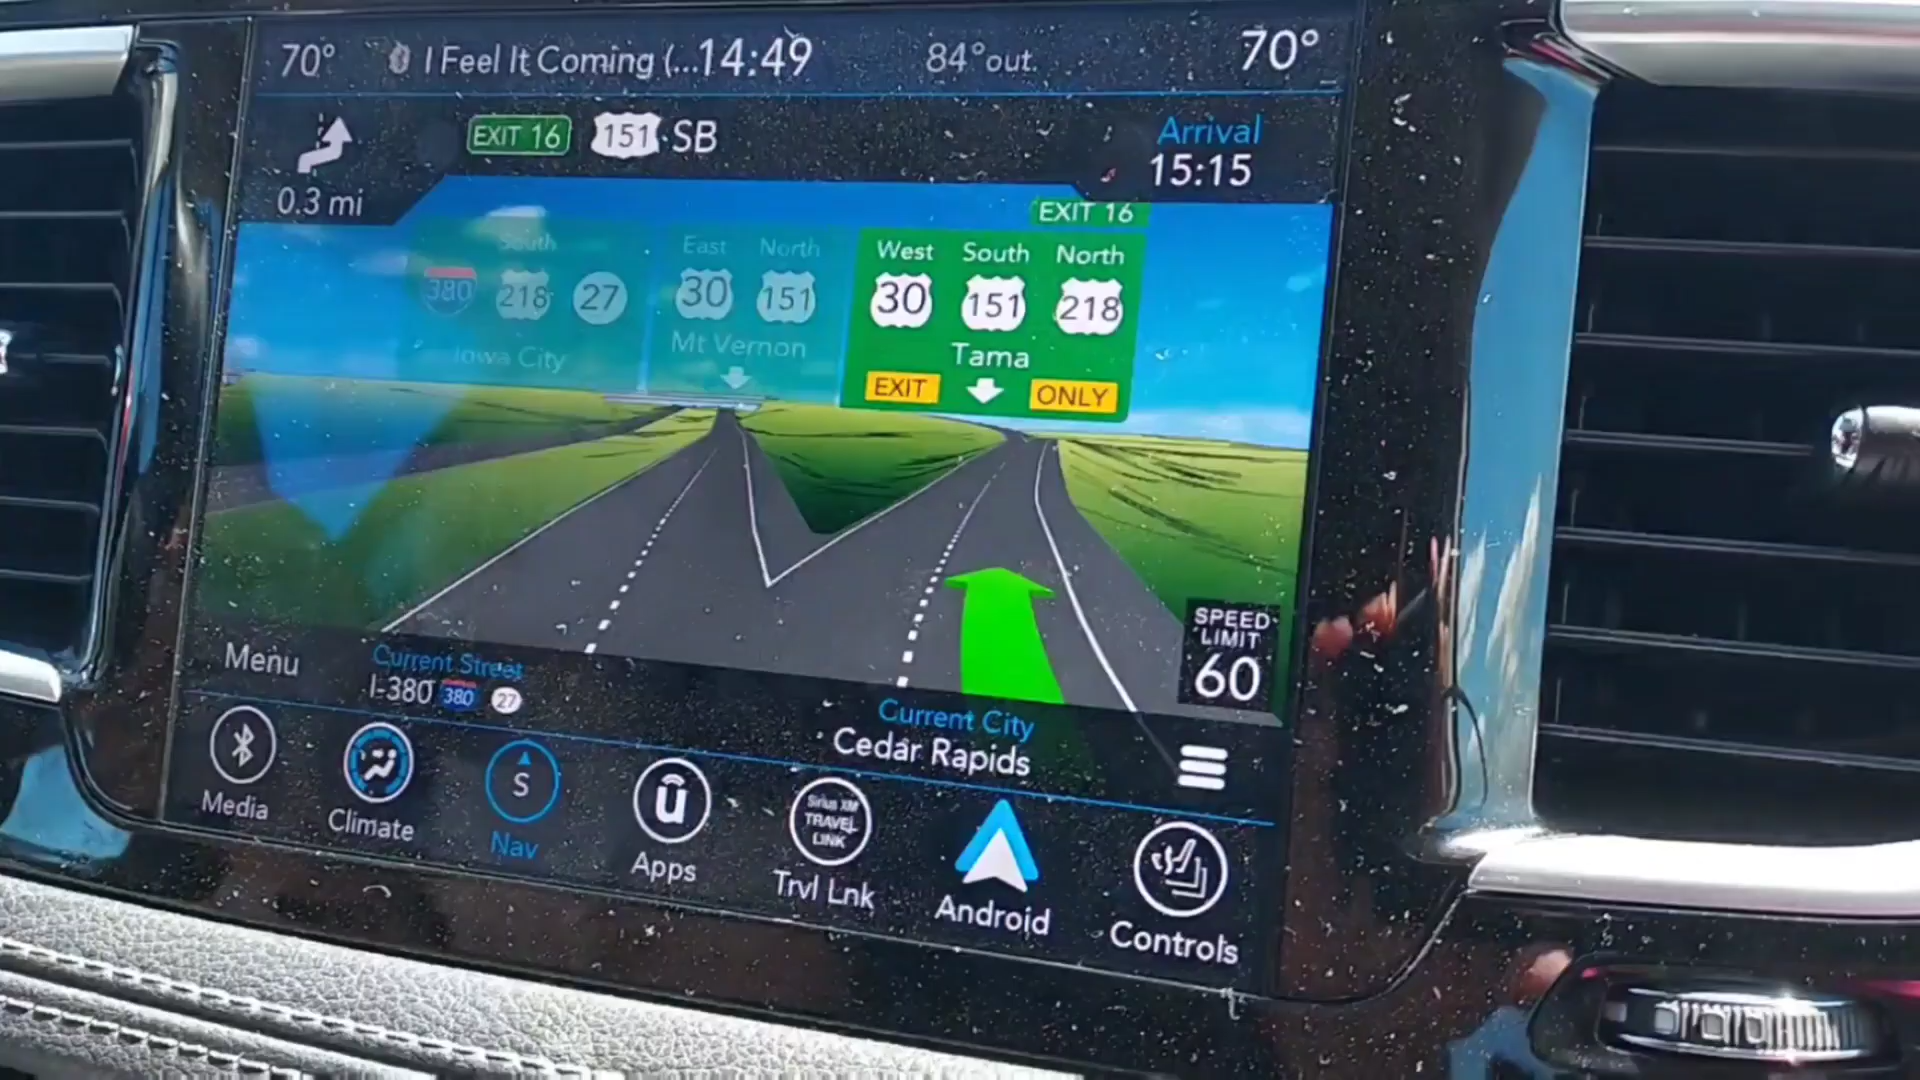 70° I Feel It Coming (... 14:49 84° out. 70°
EXIT 16 151 SB
Arrival
15:15
0.3 mi
EXIT 16
South
380 218 27
Iowa City
East North
30 151
Mt Vernon
West South North
30 151 218
Tama
EXIT ONLY
SPEED
LIMIT
60
Menu
Current Street
I-380 380 27
Current City
Cedar Rapids
Media
Climate
S
Nav
u
Apps
Sirius XM
TRAVEL
LINK
Trvl Lnk
Android
Controls